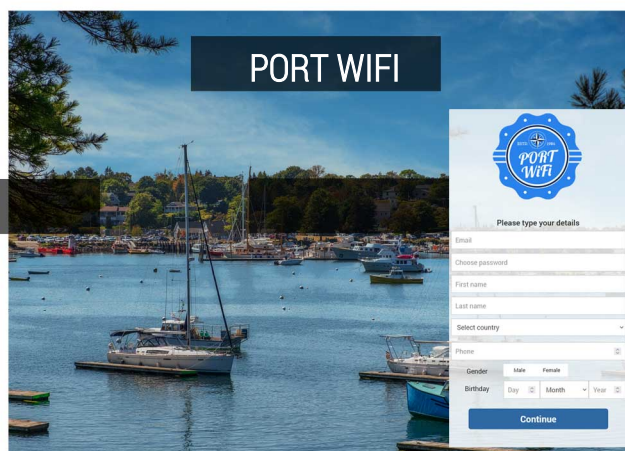 PORT WIFI
PORT
WiFi
Please type your details
Email
Choose password
First name
Last name
Select country
Phone
Gender Male Female
Birthday Day Month Year
Continue